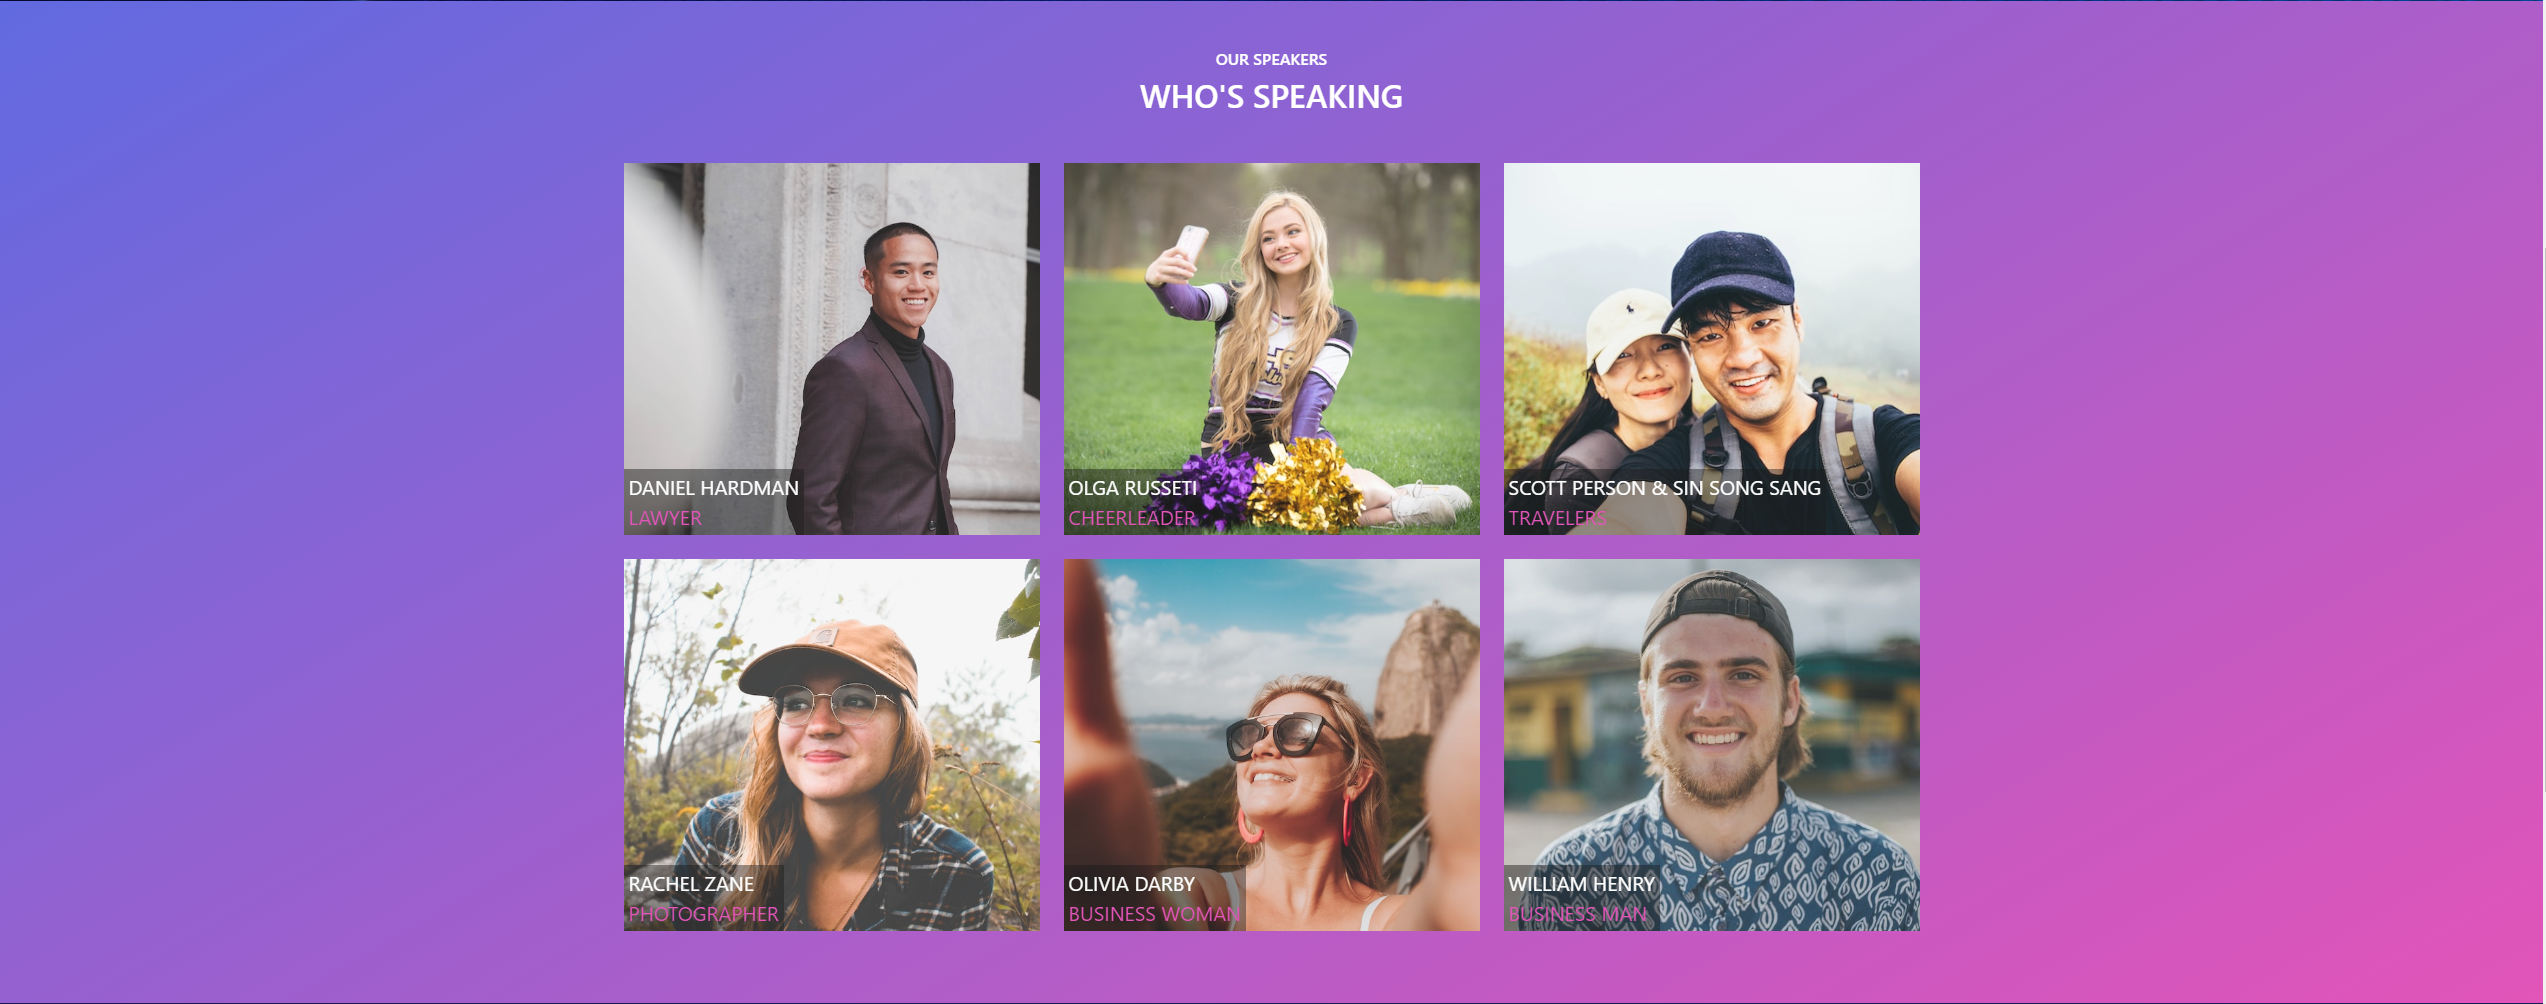 OUR SPEAKERS
WHO'S SPEAKING
DANIEL HARDMAN
LAWYER
OLGA RUSSETI
CHEERLEADER
SCOTT PERSON & SIN SONG SANG
TRAVELERS
RACHEL ZANE
PHOTOGRAPHER
OLIVIA DARBY
BUSINESS WOMAN
WILLIAM HENRY
BUSINESS MAN